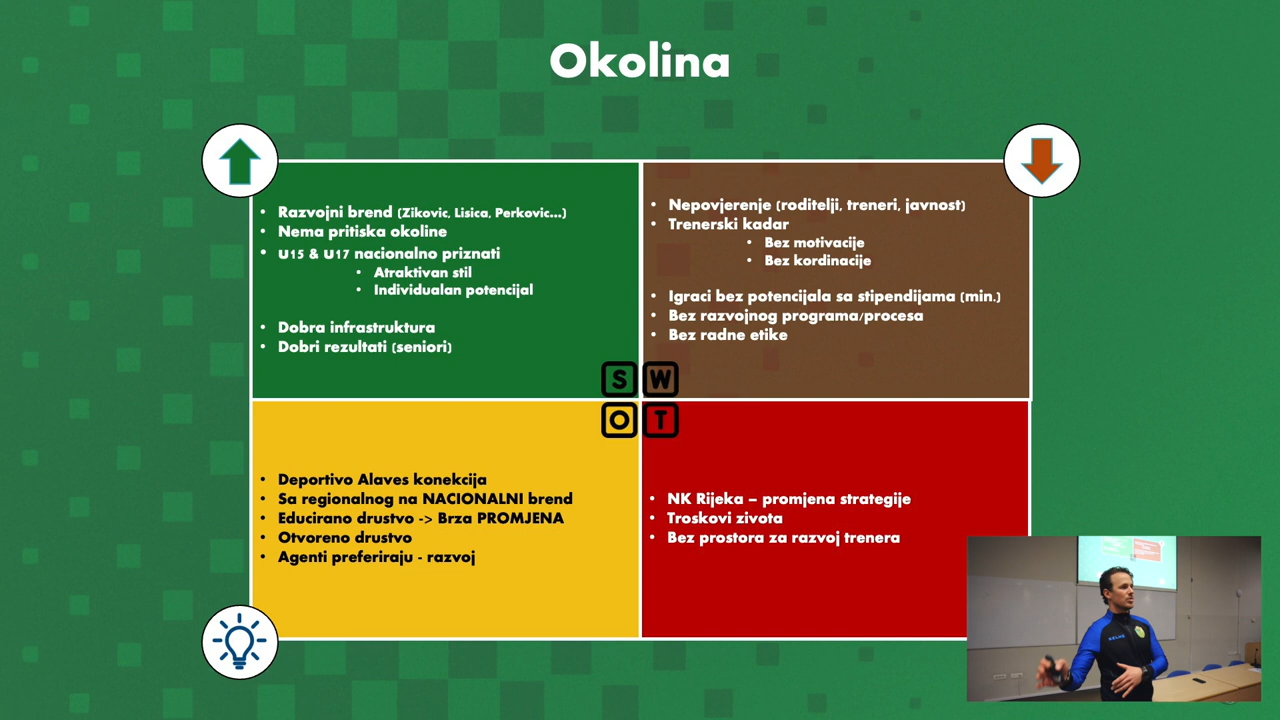 Okolina
Razvojni brend (Zikovic, Lisica, Perkovic...)
Nema pritiska okoline
U15 & U17 nacionalno priznati
Atraktivan stil
Individualan potencijal
Dobra infrastruktura
Dobri rezultati (seniori)
Nepovjerenje (roditelji, treneri, javnost)
Trenerski kadar
Bez motivacije
Bez kordinacije
Igraci bez potencijala sa stipendijama (min.)
Bez razvojnog programa/procesa
Bez radne etike
S W
O T
Deportivo Alaves konekcija
Sa regionalnog na NACIONALNI brend
Educirano drustvo -> Brza PROMJENA
Otvoreno drustvo
Agenti preferiraju - razvoj
NK Rijeka – promjena strategije
Troskovi zivota
Bez prostora za razvoj trenera